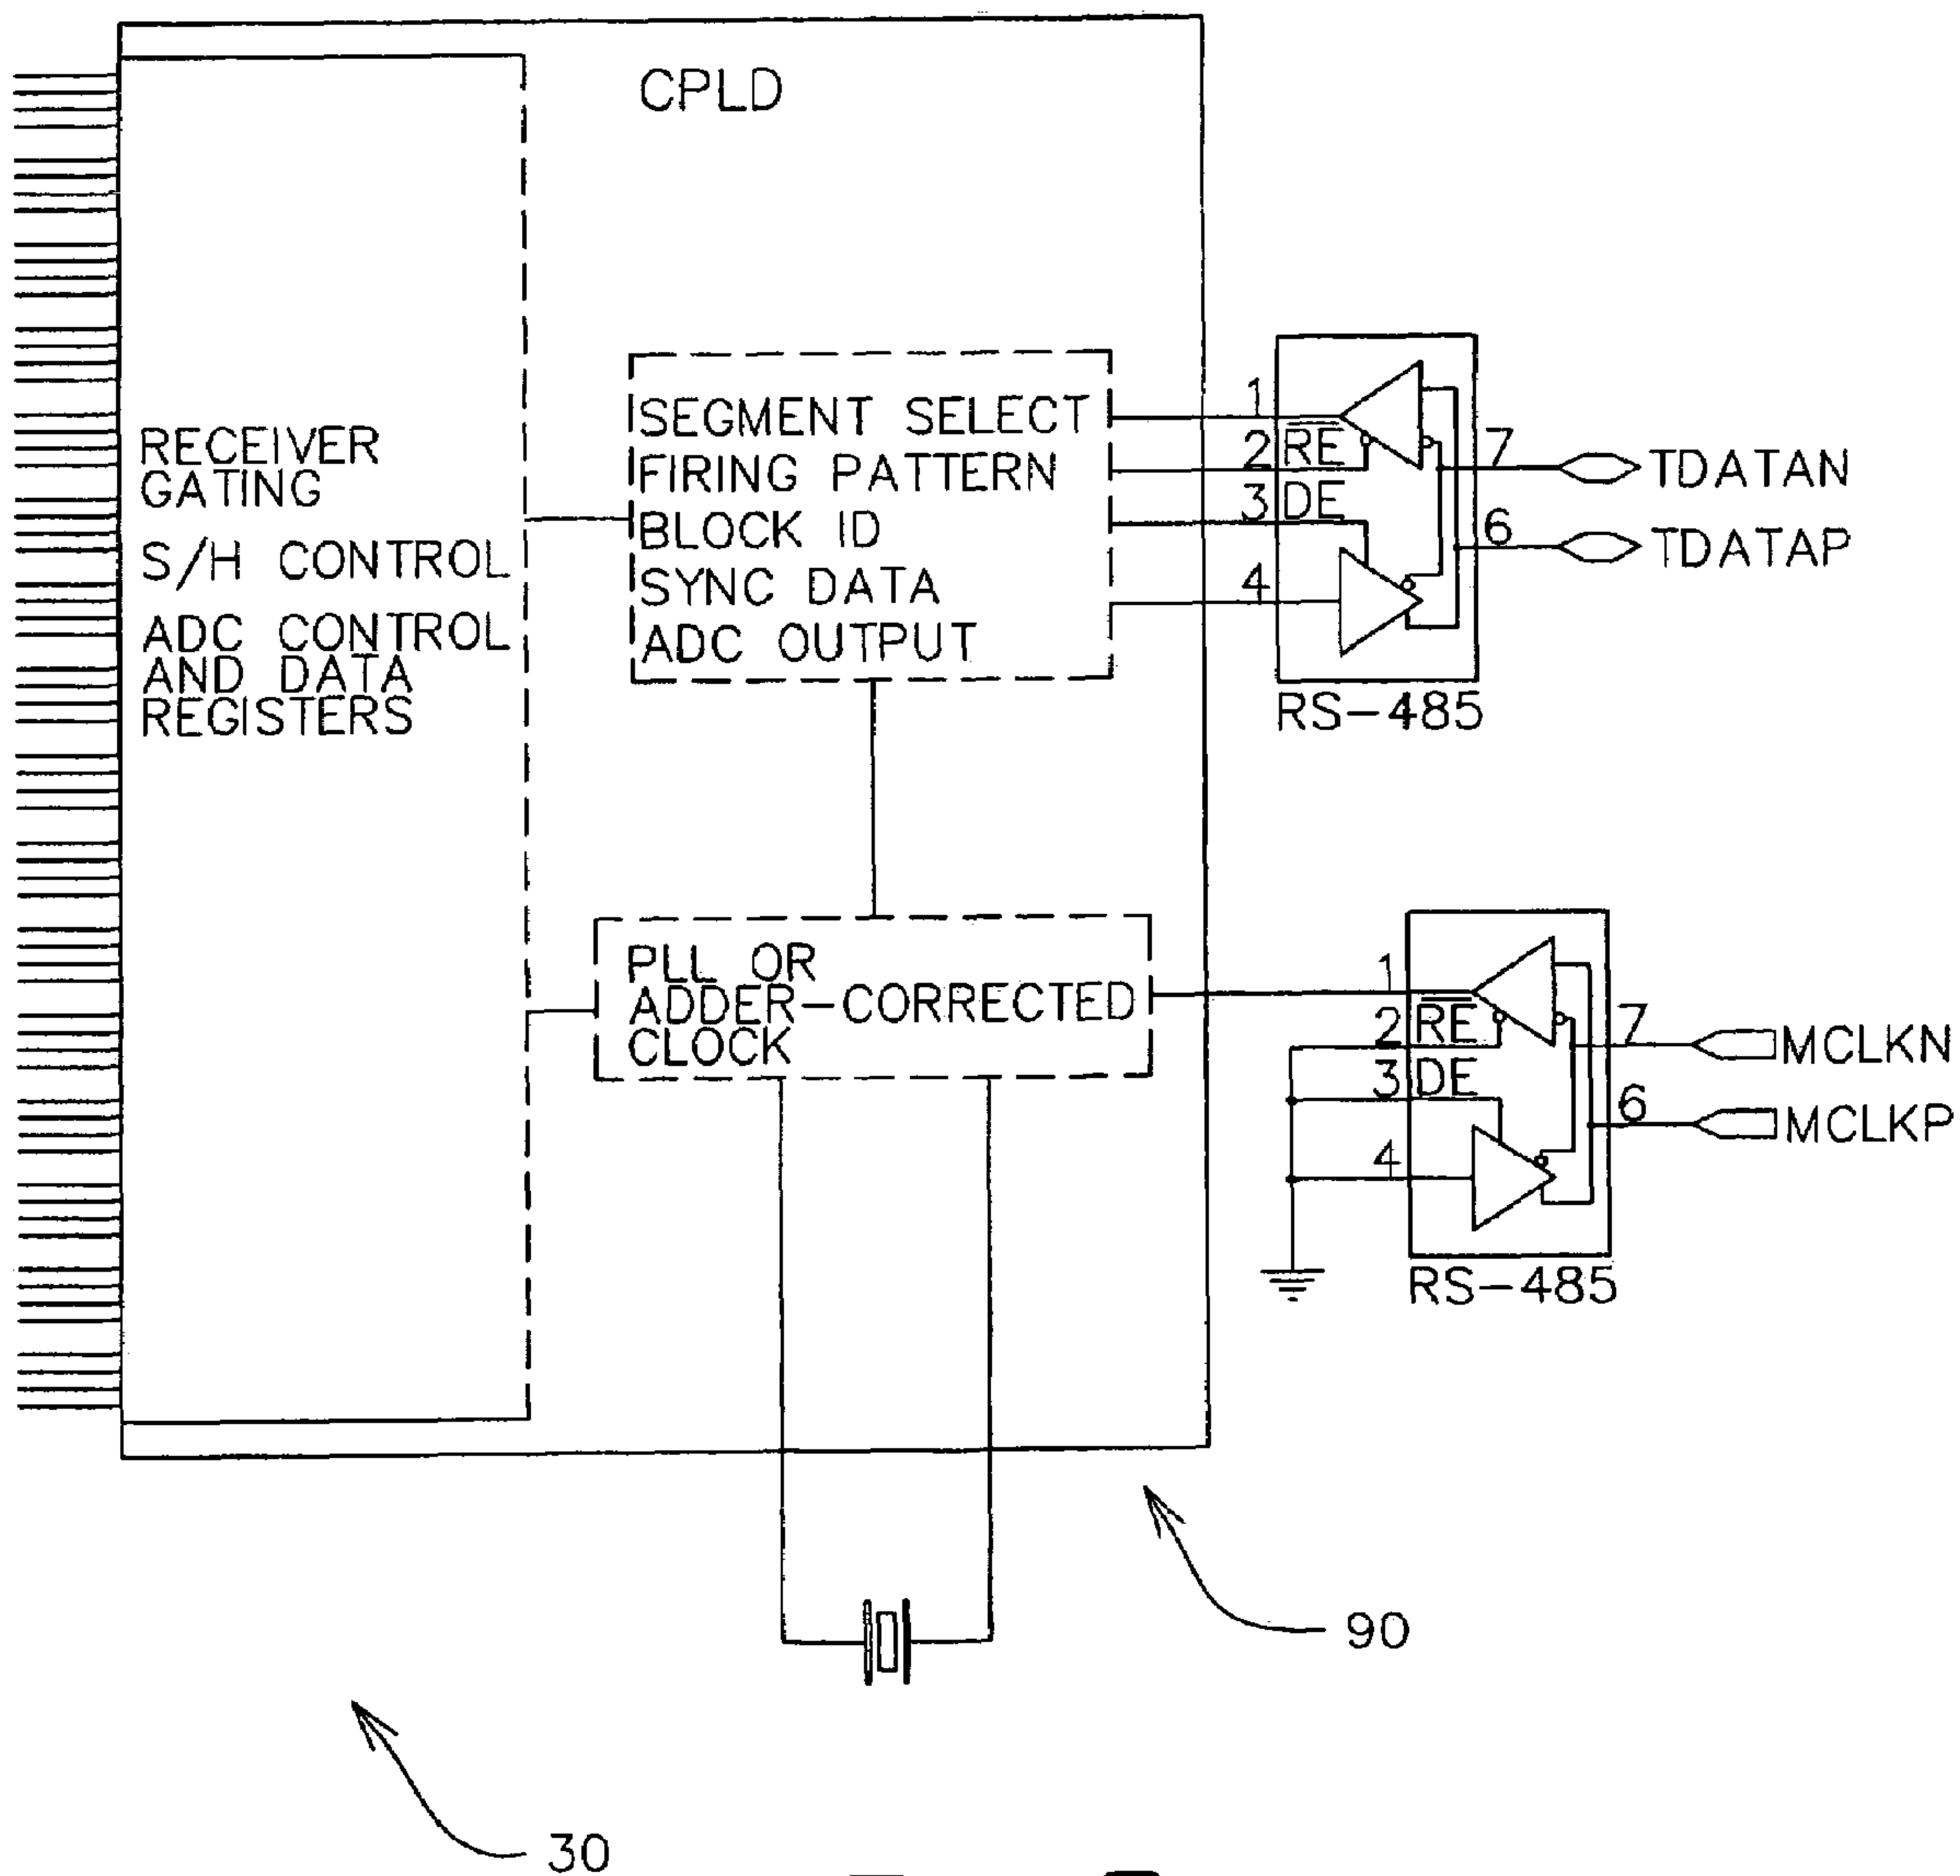 CPLD
RECEIVER
GATING
S/H CONTROL
ADC CONTROL
AND DATA
REGISTERS
SEGMENT SELECT
FIRING PATTERN
BLOCK ID
SYNC DATA
ADC OUTPUT
1
2 RE
3 DE
4
7
6
TDATAN
TDATAP
RS-485
PLL OR
ADDER-CORRECTED
CLOCK
1
2 RE
3 DE
4
7
6
MCLKN
MCLKP
RS-485
90
30